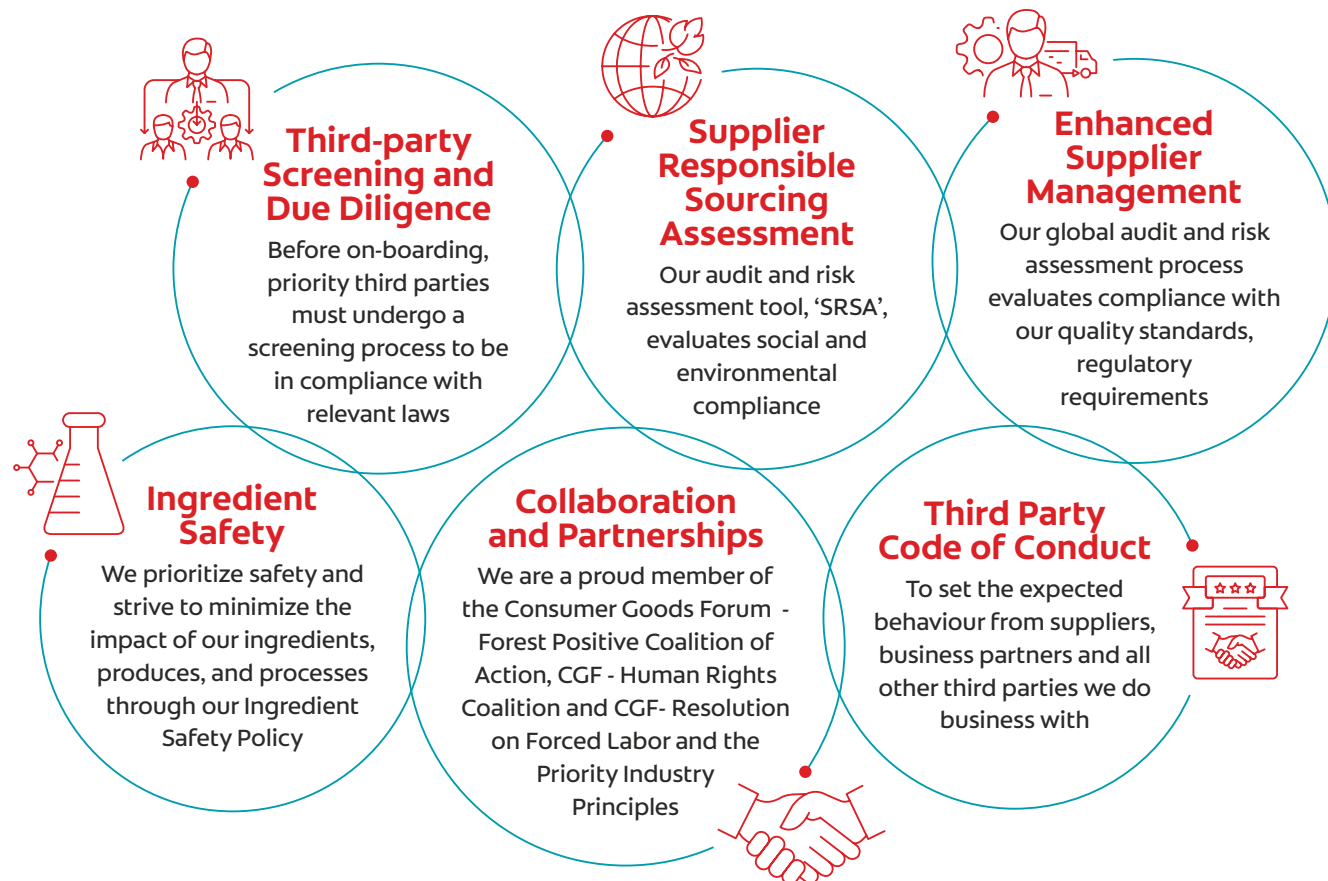 Third-party
Screening and
Due Diligence
Before on-boarding,
priority third parties
must undergo a
screening process to be
in compliance with
relevant laws
Supplier
Responsible
Sourcing
Assessment
Our audit and risk
assessment tool, ‘SRSA’,
evaluates social and
environmental
compliance
Enhanced
Supplier
Management
Our global audit and risk
assessment process
evaluates compliance with
our quality standards,
regulatory
requirements
Ingredient
Safety
We prioritize safety and
strive to minimize the
impact of our ingredients,
produces, and processes
through our Ingredient
Safety Policy
Collaboration
and Partnerships
We are a proud member of
the Consumer Goods Forum -
Forest Positive Coalition of
Action, CGF - Human Rights
Coalition and CGF- Resolution
on Forced Labor and the
Priority Industry
Principles
Third Party
Code of Conduct
To set the expected
behaviour from suppliers,
business partners and all
other third parties we do
business with